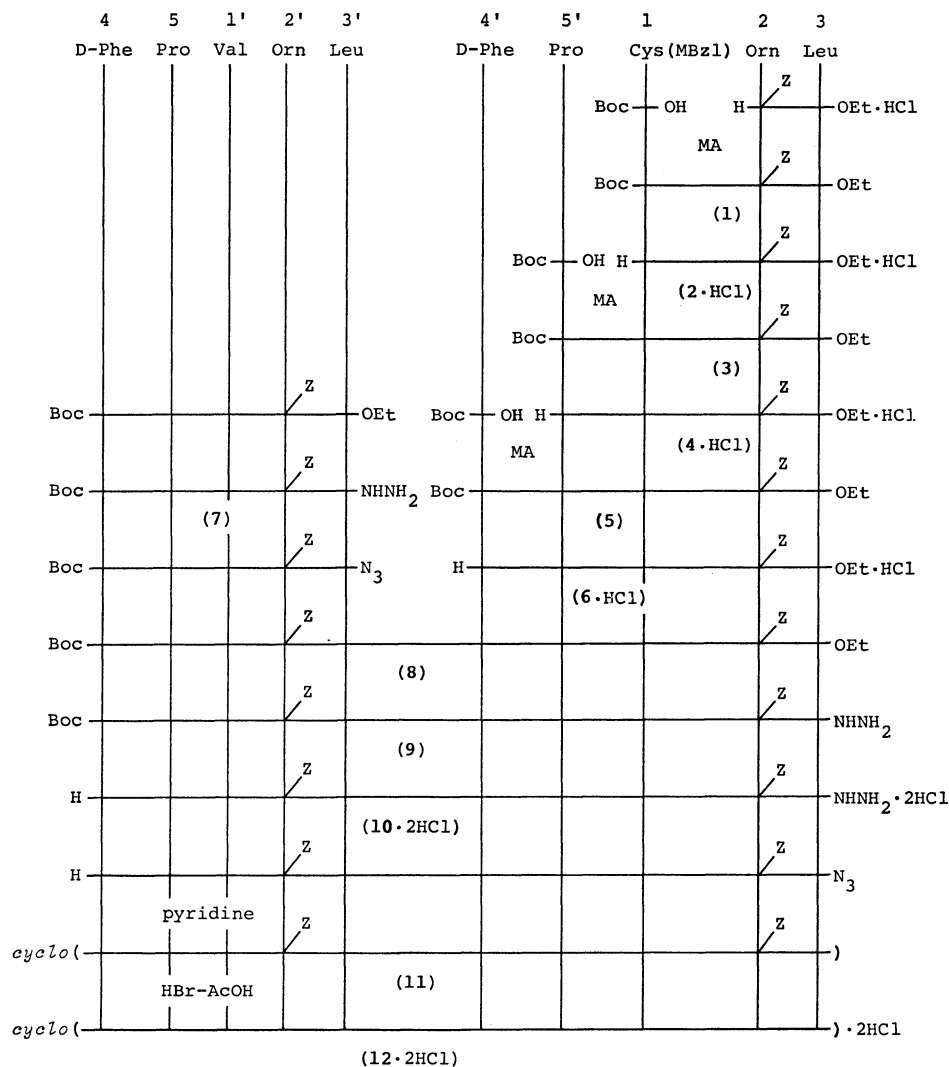 4 5 1' 2' 3' 4' 5' 1 2 3
D-Phe Pro Val Orn Leu D-Phe Pro Cys(MBzl) Orn Leu
Z
Boc OH H OEt·HCl
MA
Z
Boc OEt
(1)
Z
Boc OH H OEt·HCl
(2·HCl)
MA
Z
Boc OEt
(3)
Z Z
Boc OEt Boc OH H OEt·HCl
(4·HCl)
MA
Z Z
Boc NHNH2 Boc OEt
(7) (5)
Z Z
Boc N3 H OEt·HCl
(6·HCl)
Z Z
Boc OEt
(8)
Z Z
Boc NHNH2
(9)
Z Z
H NHNH2·2HCl
(10·2HCl)
Z Z
H N3
pyridine
Z Z
cyclo( )
HBr-AcOH (11)
cyclo( )·2HCl
(12·2HCl)